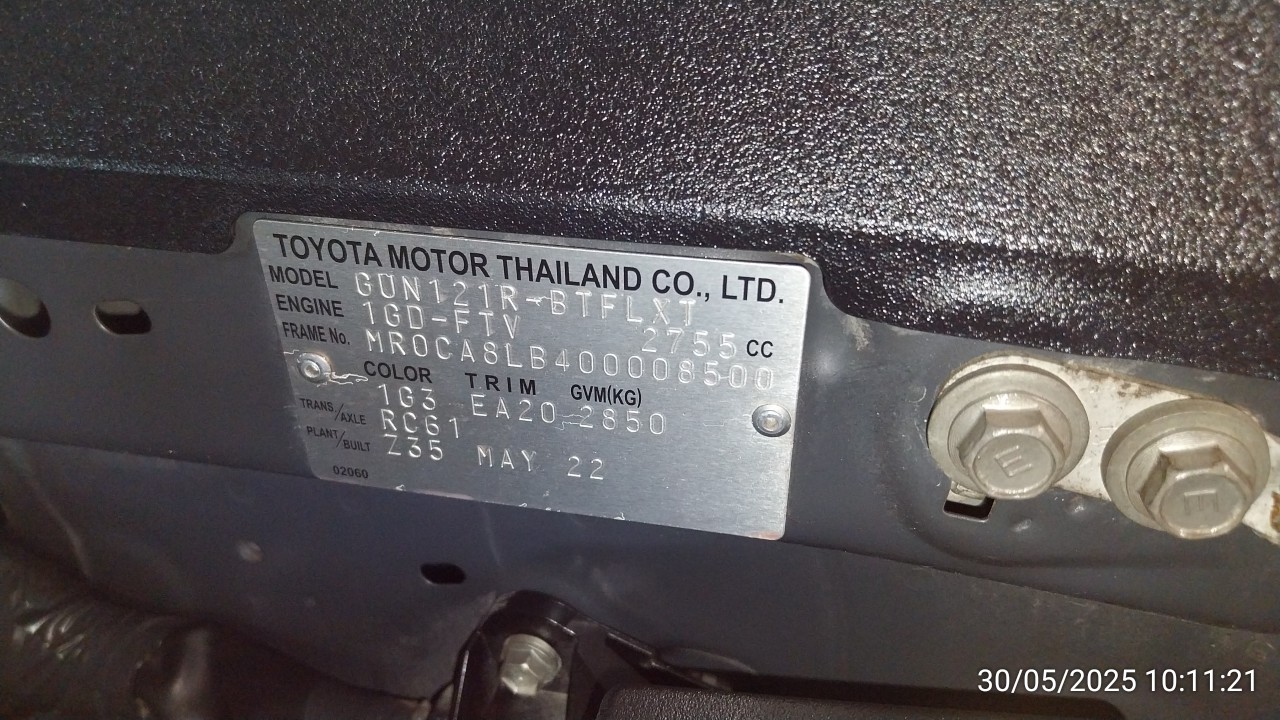 TOYOTA MOTOR THAILAND CO., LTD.
MODEL GUN121R-BTFLXT
ENGINE 1GD-FTV 2755 CC
FRAME No. MR0CA8LB400008500
COLOR TRIM GVM(KG)
1G3 EA20 2850
TRANS/AXLE RC61
PLANT/BUILT Z35 MAY 22
02060
E
E
30/05/2025 10:11:21